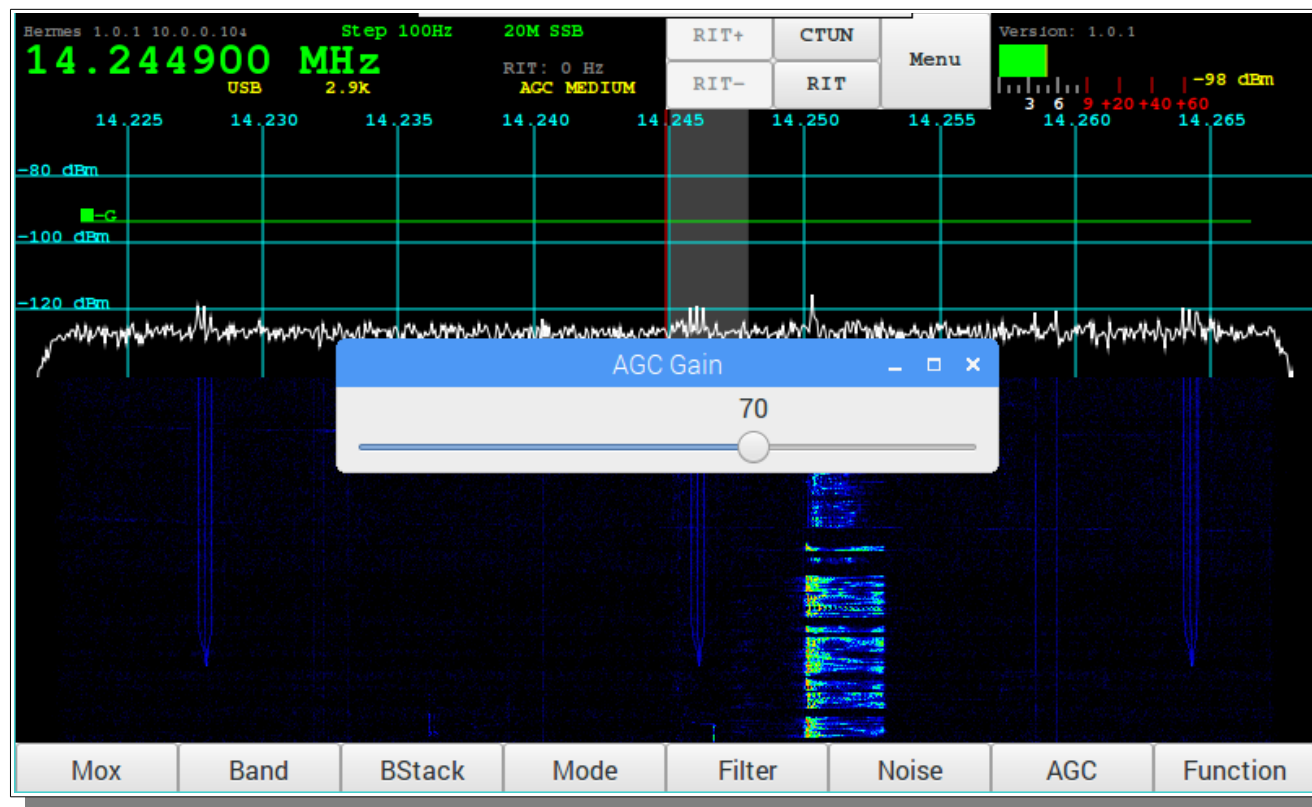 Hermes 1.0.1 10.0.0.104
Step 100Hz
20M SSB
14.244900 MHz
RIT: 0 Hz
USB
2.9k
AGC MEDIUM
RIT+
CTUN
Menu
RIT-
RIT
Version: 1.0.1
-98 dBm
3 6 9 +20 +40 +60
14.225 14.230 14.235 14.240 14.245 14.250 14.255 14.260 14.265
-80 dBm
-G
-100 dBm
-120 dBm
AGC Gain
70
Mox Band BStack Mode Filter Noise AGC Function